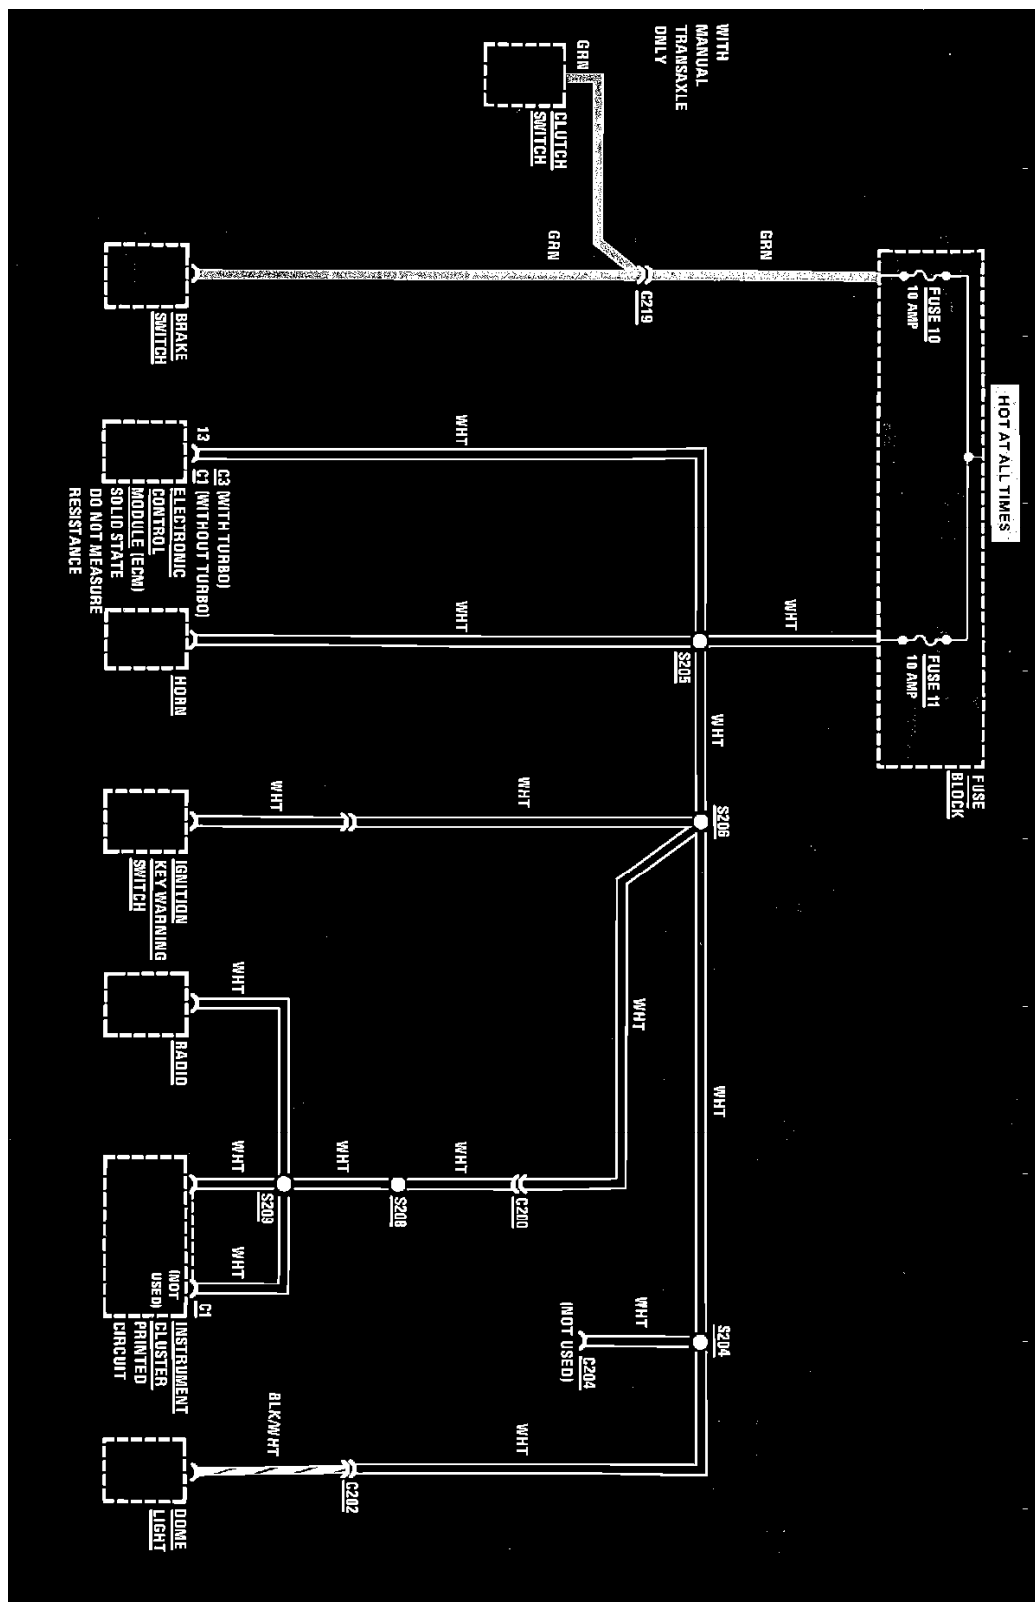 HOT AT ALL TIMES
FUSE
BLOCK
FUSE 10
10 AMP
FUSE 11
10 AMP
WITH
MANUAL
TRANSAXLE
ONLY
GRN
CLUTCH
SWITCH
GRN
GRN
C219
BRAKE
SWITCH
WHT
S205
WHT
WHT
13
C3 (WITH TURBO)
C1 (WITHOUT TURBO)
ELECTRONIC
CONTROL
MODULE (ECM)
SOLID STATE
DO NOT MEASURE
RESISTANCE
WHT
HORN
S206
WHT
WHT
IGNITION
KEY WARNING
SWITCH
WHT
WHT
C200
WHT
S208
WHT
S209
WHT
RADIO
WHT
WHT
C1
(NOT
USED)
INSTRUMENT
CLUSTER
PRINTED
CIRCUIT
S204
WHT
C204
(NOT USED)
WHT
C202
BLK/WHT
DOME
LIGHT